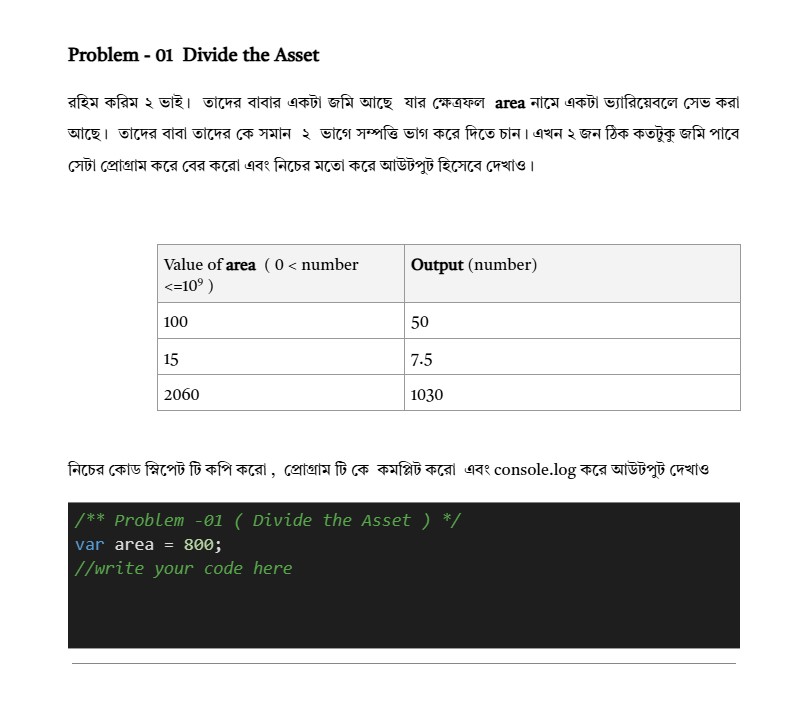 Problem - 01 Divide the Asset
রহিম করিম ২ ভাই। তাদের বাবার একটা জমি আছে যার ক্ষেত্রফল area নামে একটা ভ্যারিয়েবলে সেভ করা
আছে। তাদের বাবা তাদের কে সমান ২ ভাগে সম্পত্তি ভাগ করে দিতে চান। এখন ২ জন ঠিক কতটুকু জমি পাবে
সেটা প্রোগ্রাম করে বের করো এবং নিচের মতো করে আউটপুট হিসেবে দেখাও।
Value of area ( 0 < number
<=10⁹ )
Output (number)
100
50
15
7.5
2060
1030
নিচের কোড স্নিপেট টি কপি করো , প্রোগ্রাম টি কে কমপ্লিট করো এবং console.log করে আউটপুট দেখাও
/** Problem -01 ( Divide the Asset ) */
var area = 800;
//write your code here